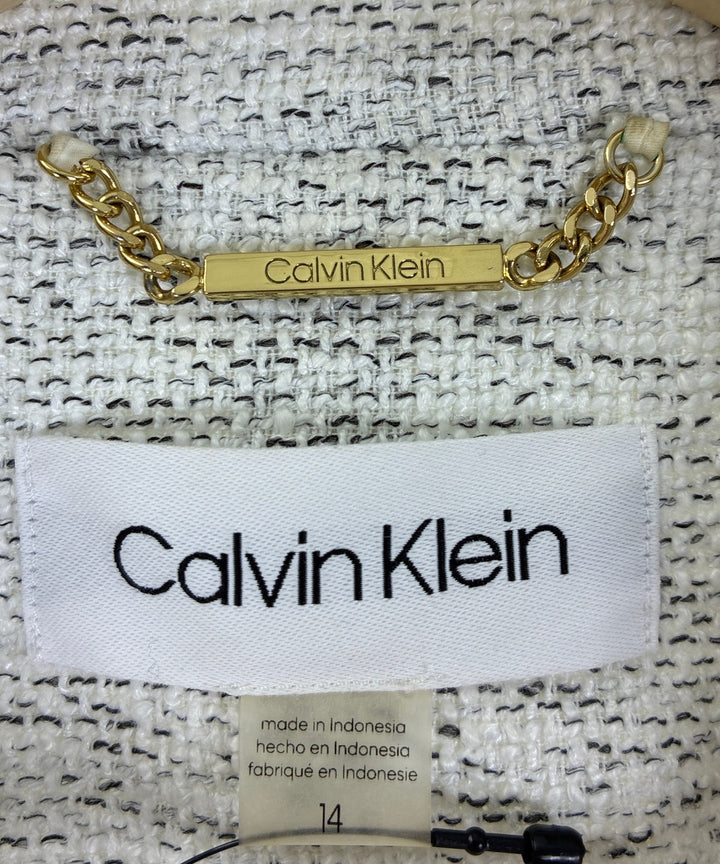 Calvin Klein
Calvin Klein
made in Indonesia
hecho en Indonesia
fabriqué en Indonesie
14